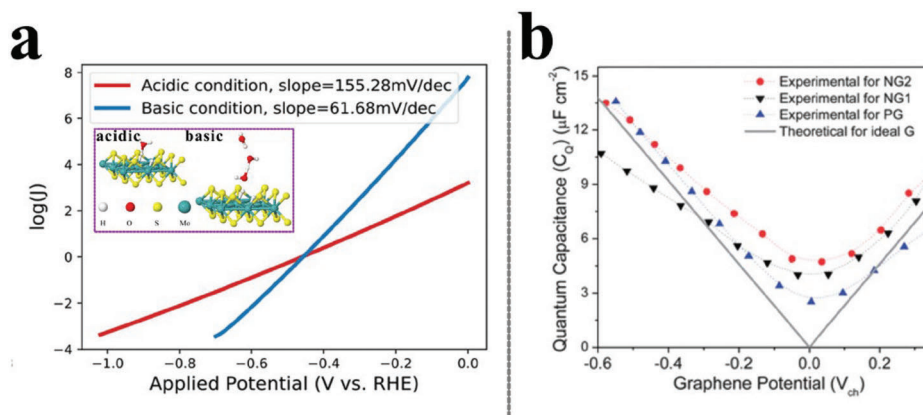 a
8
6
4
2
0
−2
−4
log(J)
Acidic condition, slope=155.28mV/dec
Basic condition, slope=61.68mV/dec
acidic basic
H O S Mo
−1.0 −0.8 −0.6 −0.4 −0.2 0.0
Applied Potential (V vs. RHE)
b
15
12
9
6
3
0
Quantum Capacitance (CQ) (μF cm−2)
Experimental for NG2
Experimental for NG1
Experimental for PG
Theoretical for ideal G
-0.6 -0.4 -0.2 0.0 0.2
Graphene Potential (Vch)